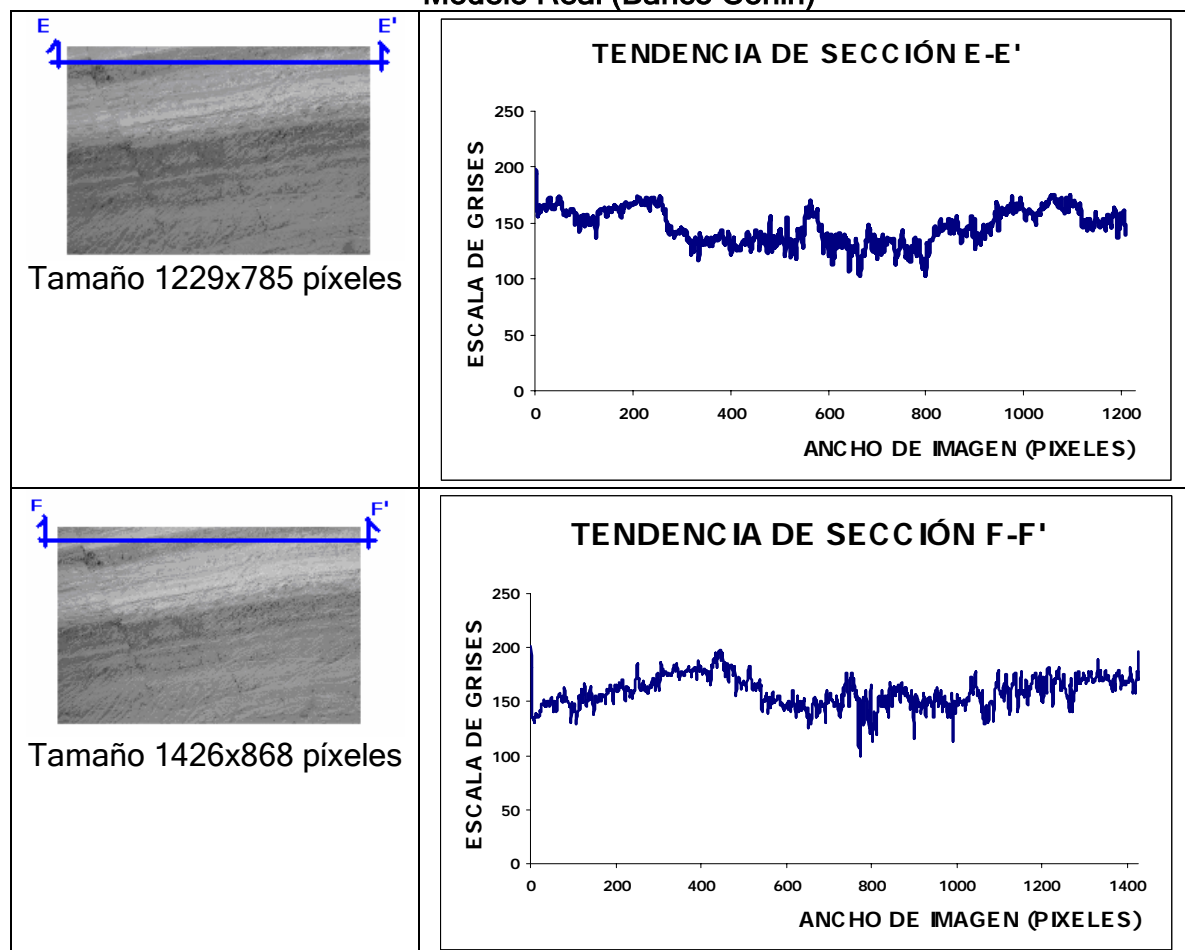 E E'
Tamaño 1229x785 píxeles
TENDENCIA DE SECCIÓN E-E'
ESCALA DE GRISES
250
200
150
100
50
0
0 200 400 600 800 1000 1200
ANCHO DE IMAGEN (PIXELES)
F F'
Tamaño 1426x868 píxeles
TENDENCIA DE SECCIÓN F-F'
ESCALA DE GRISES
250
200
150
100
50
0
0 200 400 600 800 1000 1200 1400
ANCHO DE IMAGEN (PIXELES)